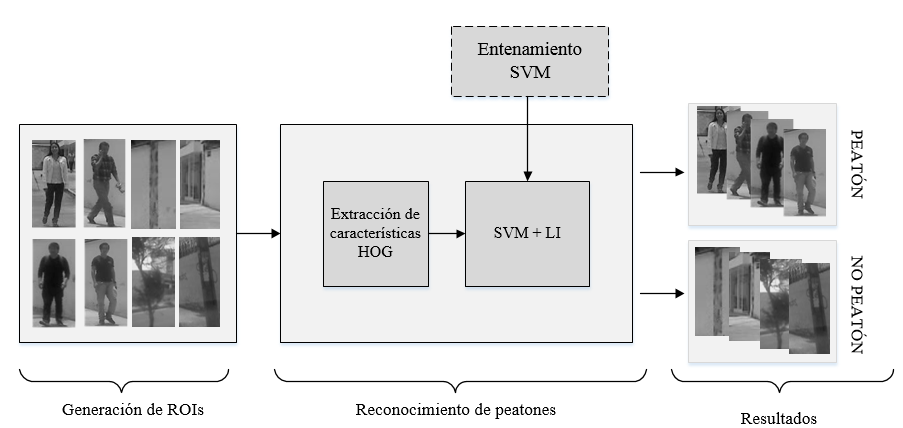 Entenamiento
SVM
Extracción de
características
HOG
SVM + LI
PEATÓN
NO PEATÓN
Generación de ROIs
Reconocimiento de peatones
Resultados